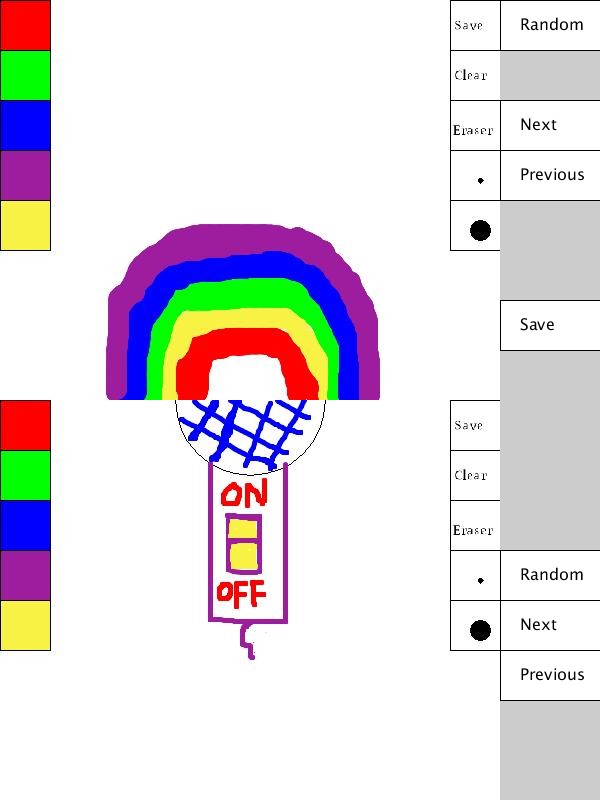 Save
Random
Clear
Eraser
Next
Previous
Save
Save
Clear
ON
Eraser
OFF
Random
Next
Previous